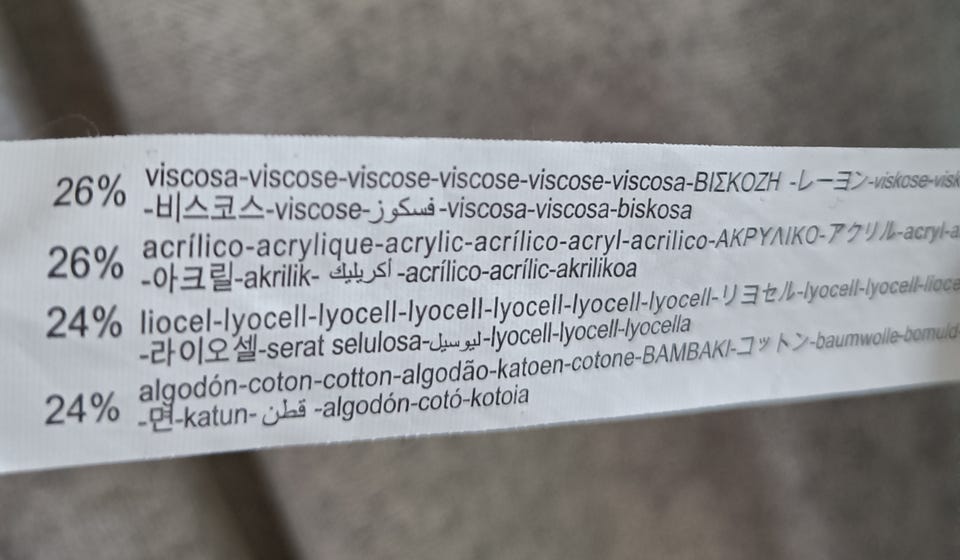 26% viscosa-viscose-viscose-viscose-viscose-viscosa-ΒΙΣΚΟΖΗ -レーヨン-viskose-
-비스코스-viscose-فسكوز-viscosa-viscosa-biskosa
26% acrílico-acrylique-acrylic-acrílico-acryl-acrilico-ΑΚΡΥΛΙΚΟ-アクリル-acryl-
-아크릴-akrilik- أكريليك -acrílico-acrílic-akrilikoa
24% liocel-lyocell-lyocell-lyocell-lyocell-lyocell-リヨセル-lyocell-lyocell-
-라이오셀-serat selulosa-ليوسيل-lyocell-lyocell-lyocella
24% algodón-coton-cotton-algodão-katoen-cotone-ΒΑΜΒΑΚΙ-コットン-baumwolle-bomuld-
-면-katun- قطن -algodón-cotó-kotoia